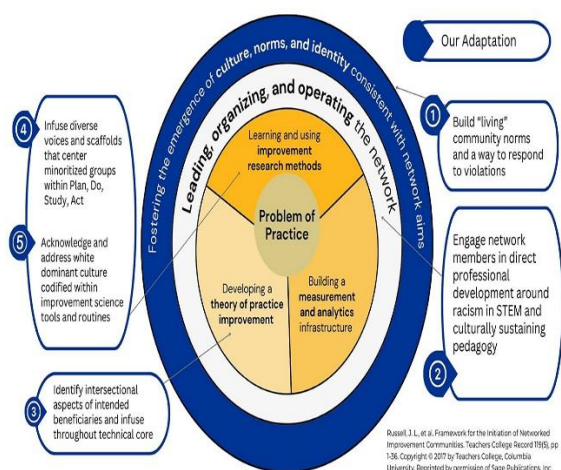 Our Adaptation
Fostering the emergence of culture, norms, and identity consistent with network aims
Leading, organizing, and operating the network
Learning and using
improvement
research methods
Problem of
Practice
Developing a
theory of practice
improvement
Building a
measurement
and analytics
infrastructure
1
Build "living"
community norms
and a way to respond
to violations
Engage network
members in direct
professional
development around
racism in STEM and
culturally sustaining
pedagogy
2
3
Identify intersectional
aspects of intended
beneficiaries and infuse
throughout technical core
4
Infuse diverse
voices and scaffolds
that center
minoritized groups
within Plan, Do,
Study, Act
5
Acknowledge and
address white
dominant culture
codified within
improvement science
tools and routines
Russell, J. L., et al. Framework for the Initiation of Networked
Improvement Communities. Teachers College Record 119(5), pp
1-36. Copyright © 2017 by Teachers College, Columbia
University. Reprinted by permission of Sage Publications, Inc.